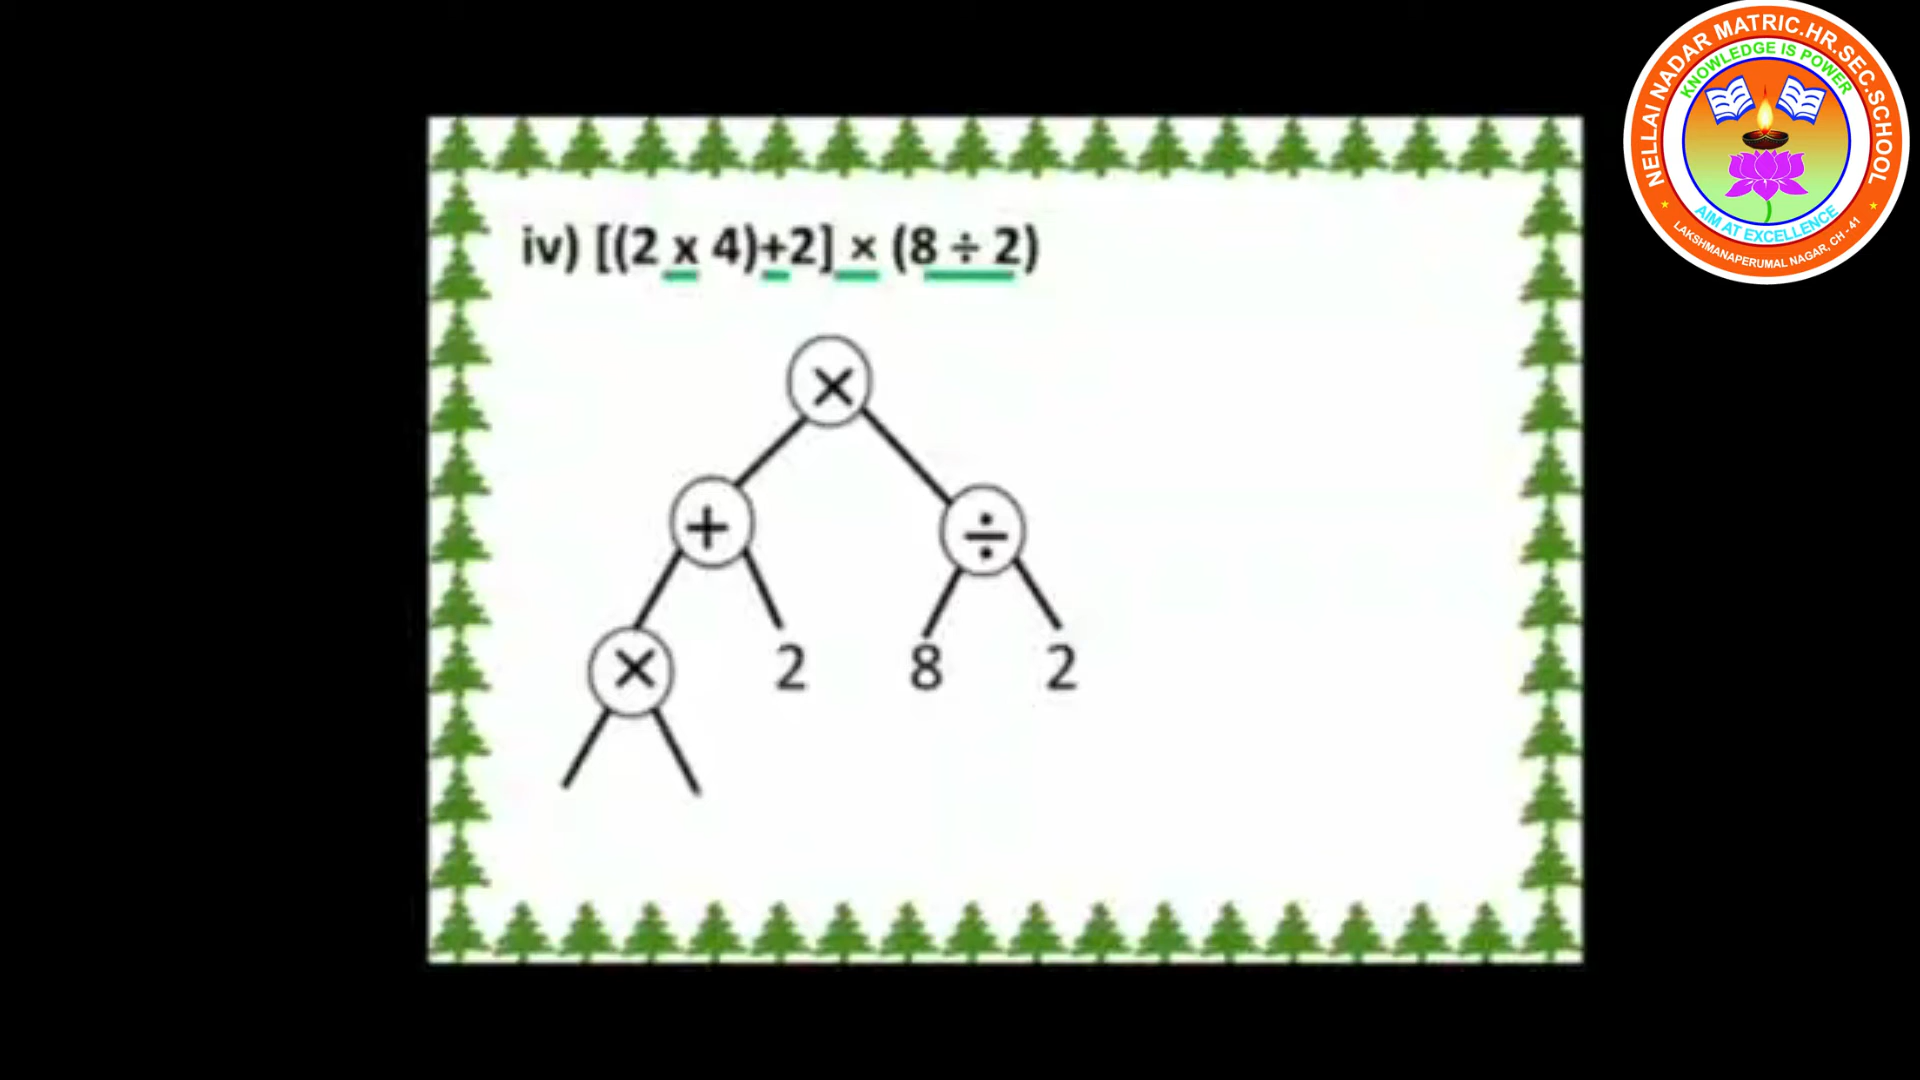 NELLAI NADAR MATRIC.HR.SEC.SCHOOL
KNOWLEDGE IS POWER
AIM AT EXCELLENCE
LAKSHMANAPERUMAL NAGAR, CH - 41
iv) [(2 x 4)+2] × (8 ÷ 2)
×
+ ÷
× 2 8 2